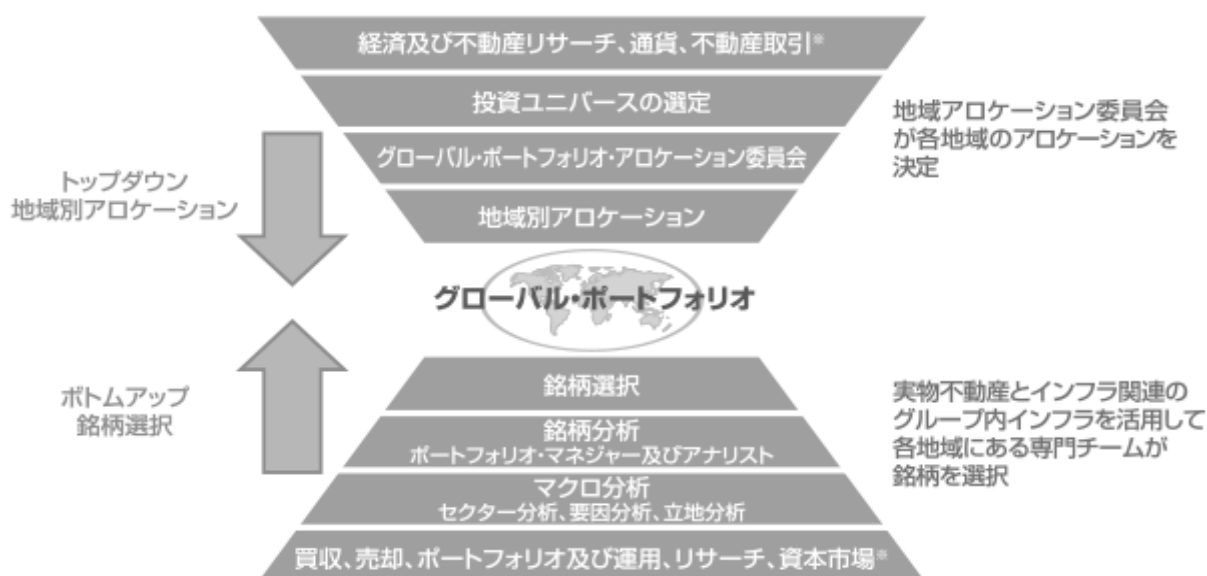 経済及び不動産リサーチ、通貨、不動産取引※
投資ユニバースの選定
グローバル・ポートフォリオ・アロケーション委員会
地域別アロケーション
地域アロケーション委員会
が各地域のアロケーションを
決定
トップダウン
地域別アロケーション
グローバル・ポートフォリオ
ボトムアップ
銘柄選択
銘柄選択
銘柄分析
ポートフォリオ・マネジャー及びアナリスト
マクロ分析
セクター分析、要因分析、立地分析
買収、売却、ポートフォリオ及び運用、リサーチ、資本市場※
実物不動産とインフラ関連の
グループ内インフラを活用して
各地域にある専門チームが
銘柄を選択